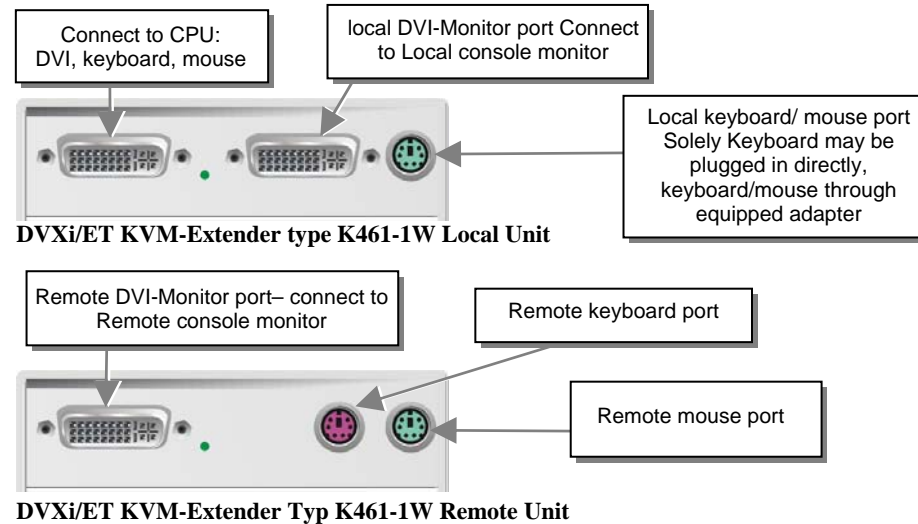 Connect to CPU:
DVI, keyboard, mouse
local DVI-Monitor port Connect
to Local console monitor
Local keyboard/ mouse port
Solely Keyboard may be
plugged in directly,
keyboard/mouse through
equipped adapter
DVXi/ET KVM-Extender type K461-1W Local Unit
Remote DVI-Monitor port– connect to
Remote console monitor
Remote keyboard port
Remote mouse port
DVXi/ET KVM-Extender Typ K461-1W Remote Unit